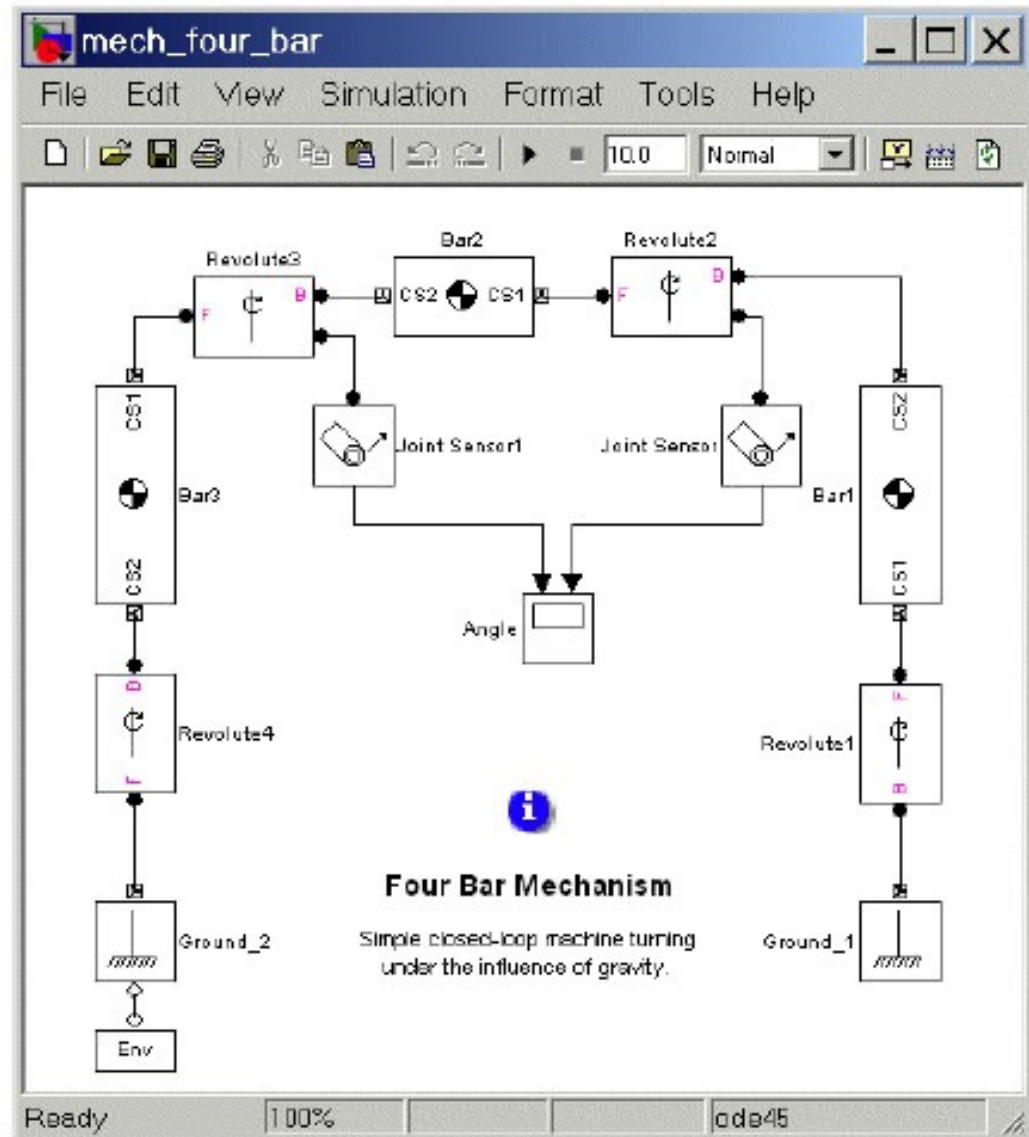 mech_four_bar
File Edit View Simulation Format Tools Help
10.0 Normal
Bar2
Revolute2
Revolute3
B
CS2 CS1
F
B
F
CS1
CS2
Joint Sensor1
Joint Sensor
Bar3
Bar1
CS2
CS1
Angle
B
F
Revolute4
Revolute1
F
B
i
Four Bar Mechanism
Ground_2
Simple closed-loop machine turning
under the influence of gravity.
Ground_1
Env
Ready 100% ode45